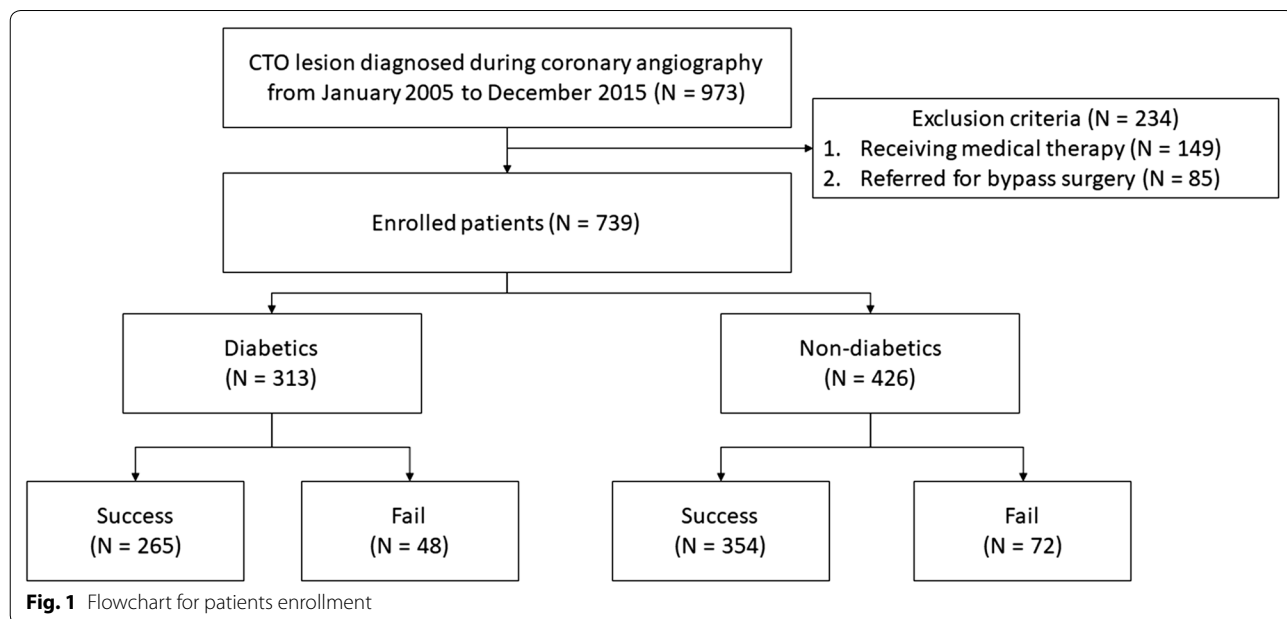 CTO lesion diagnosed during coronary angiography
from January 2005 to December 2015 (N = 973)
Exclusion criteria (N = 234)
1. Receiving medical therapy (N = 149)
2. Referred for bypass surgery (N = 85)
Enrolled patients (N = 739)
Diabetics
(N = 313)
Non-diabetics
(N = 426)
Success
(N = 265)
Fail
(N = 48)
Success
(N = 354)
Fail
(N = 72)
Fig. 1 Flowchart for patients enrollment